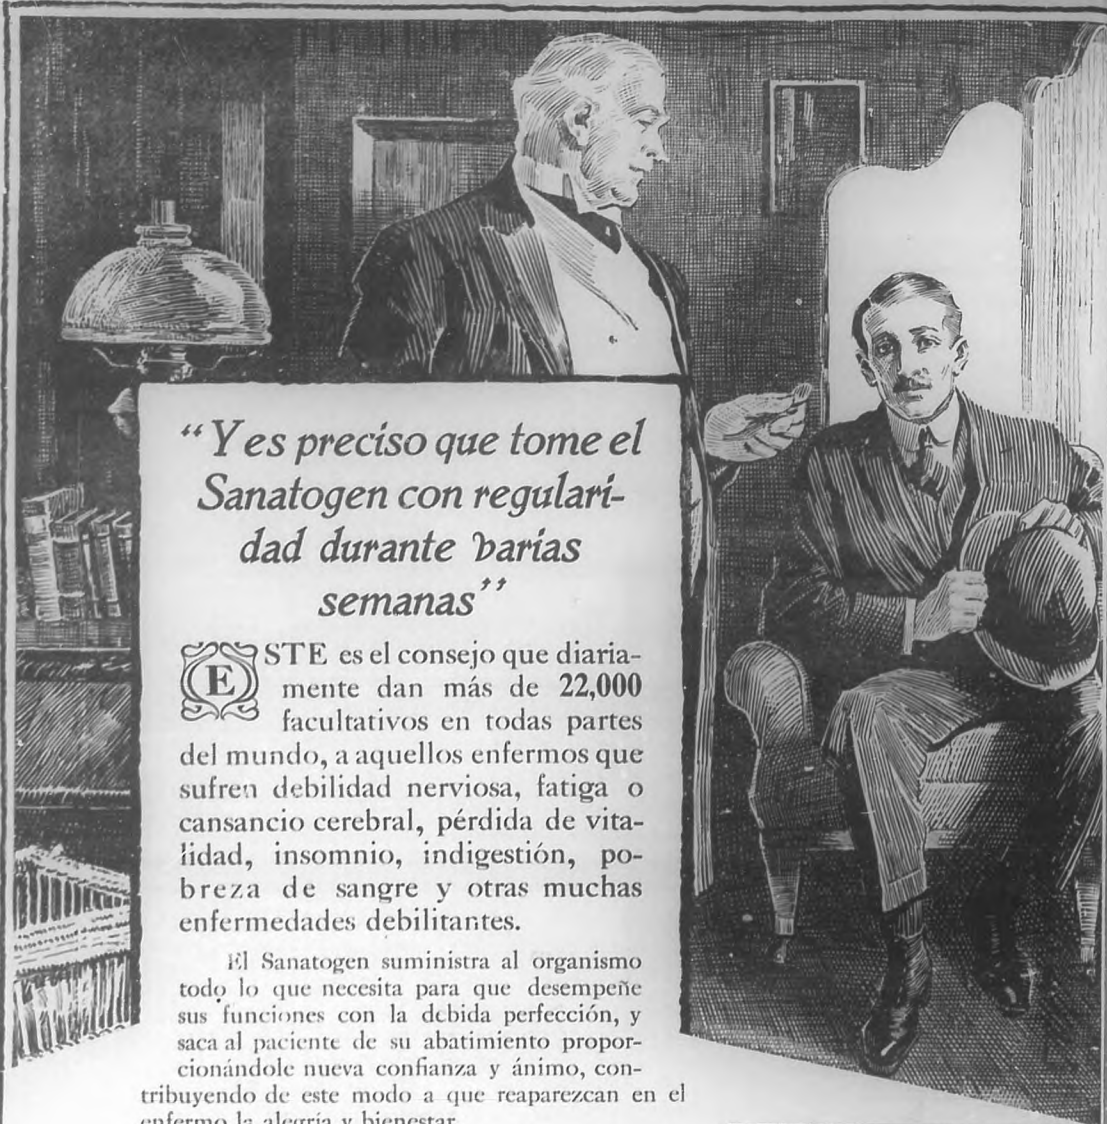 “Y es preciso que tome el
Sanatogen con regulari-
dad durante varias
semanas”
ESTE es el consejo que diaria-
mente dan más de 22,000
facultativos en todas partes
del mundo, a aquellos enfermos que
sufren debilidad nerviosa, fatiga o
cansancio cerebral, pérdida de vita-
lidad, insomnio, indigestión, po-
breza de sangre y otras muchas
enfermedades debilitantes.
El Sanatogen suministra al organismo
todo lo que necesita para que desempeñe
sus funciones con la debida perfección, y
saca al paciente de su abatimiento propor-
cionándole nueva confianza y ánimo, con-
tribuyendo de este modo a que reaparezcan en el
enfermo la alegría y bienestar